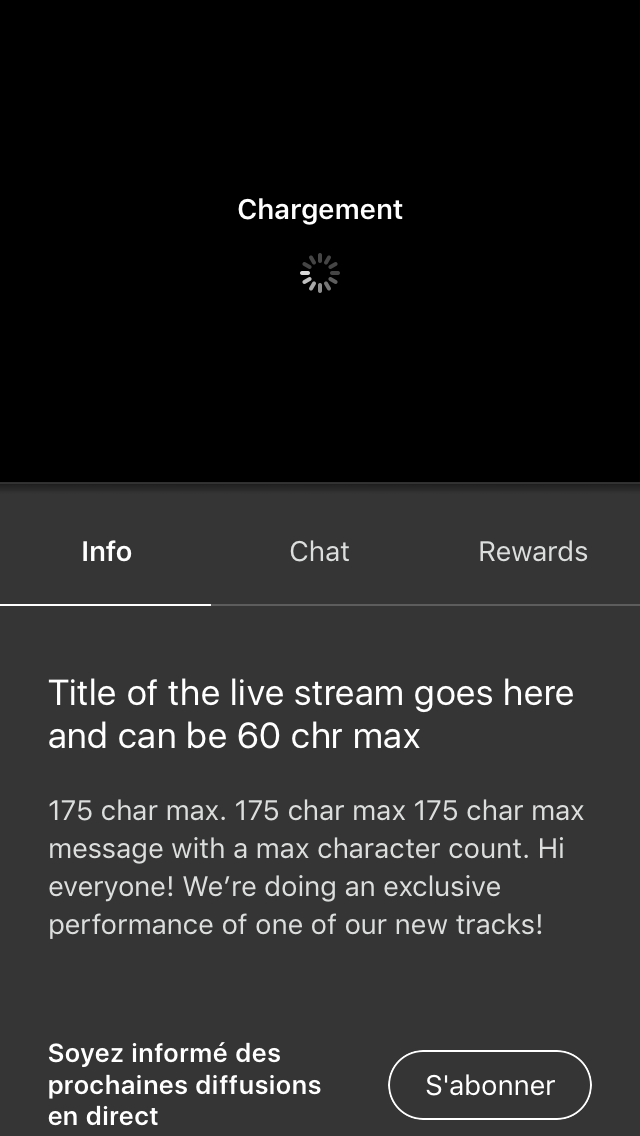 Chargement
Info Chat Rewards
Title of the live stream goes here
and can be 60 chr max
175 char max. 175 char max 175 char max
message with a max character count. Hi
everyone! We’re doing an exclusive
performance of one of our new tracks!
Soyez informé des
prochaines diffusions
en direct
S'abonner